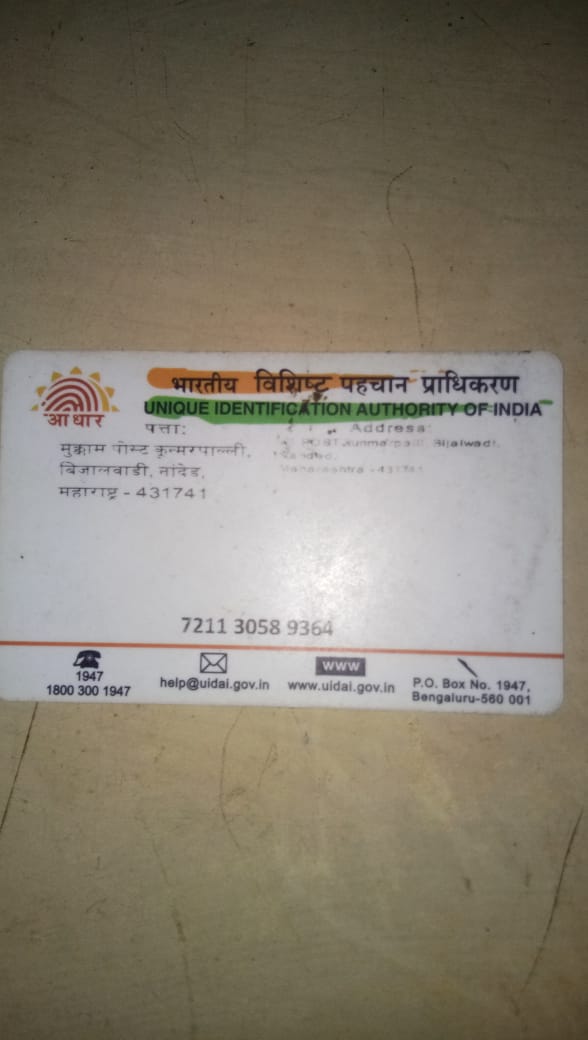 भारतीय विशिष्ट पहचान प्राधिकरण
UNIQUE IDENTIFICATION AUTHORITY OF INDIA
आधार
पत्ता:
मुक्काम पोस्ट कून्मरपाल्ली,
बिजालवाडी, नांदेड,
महाराष्ट्र - 431741
Address:
POST Bijalwadi,
Nanded,
Maharashtra - 431741
7211 3058 9364
1947
1800 300 1947
help@uidai.gov.in
www
www.uidai.gov.in
P.O. Box No. 1947,
Bengaluru-560 001